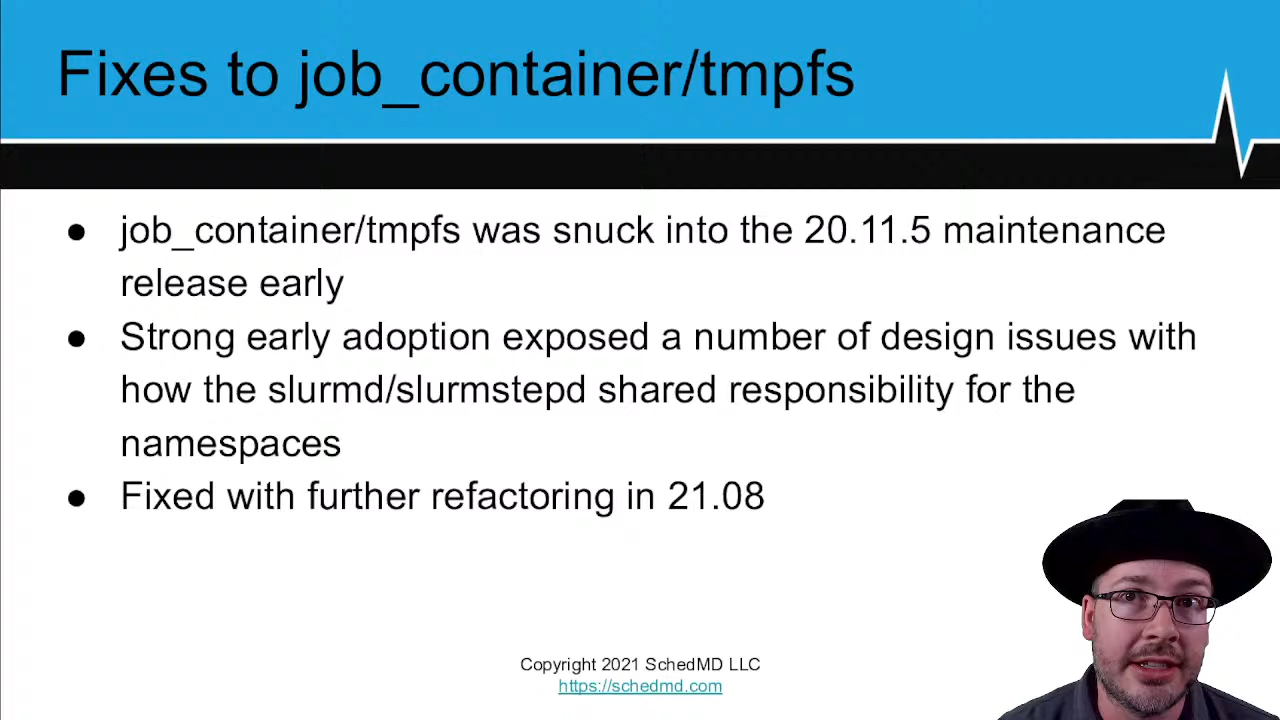 Fixes to job_container/tmpfs
● job_container/tmpfs was snuck into the 20.11.5 maintenance
release early
● Strong early adoption exposed a number of design issues with
how the slurmd/slurmstepd shared responsibility for the
namespaces
● Fixed with further refactoring in 21.08
Copyright 2021 SchedMD LLC
https://schedmd.com